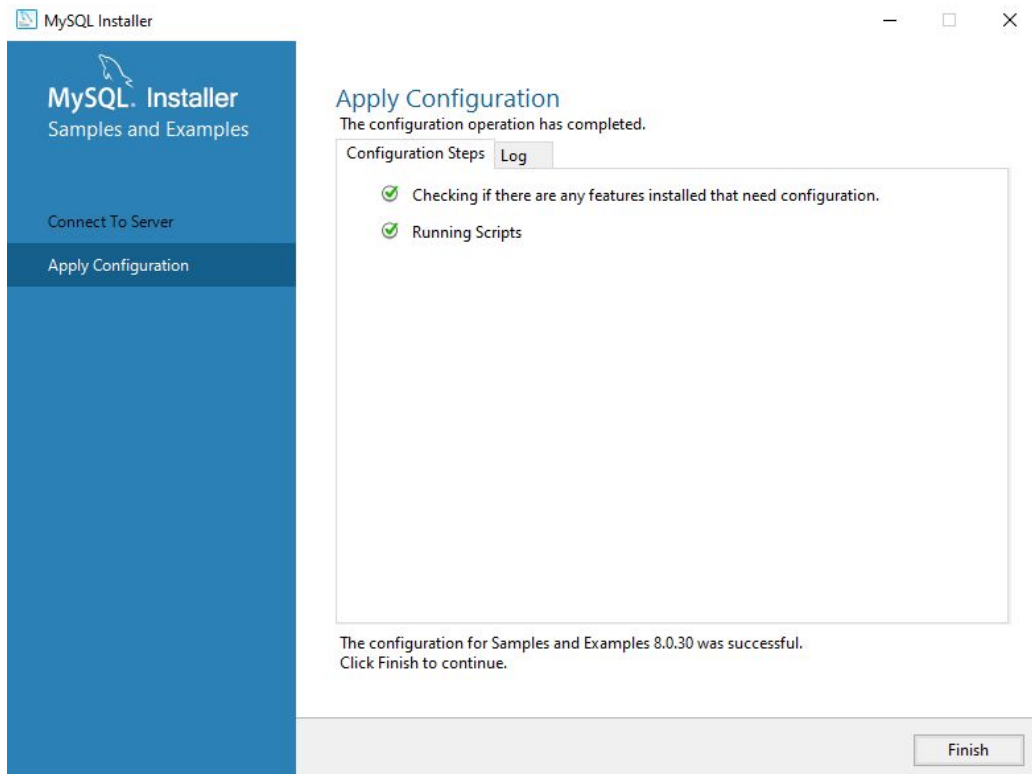 MySQL Installer
MySQL. Installer
Samples and Examples
Connect To Server
Apply Configuration
Apply Configuration
The configuration operation has completed.
Configuration Steps Log
Checking if there are any features installed that need configuration.
Running Scripts
The configuration for Samples and Examples 8.0.30 was successful.
Click Finish to continue.
Finish